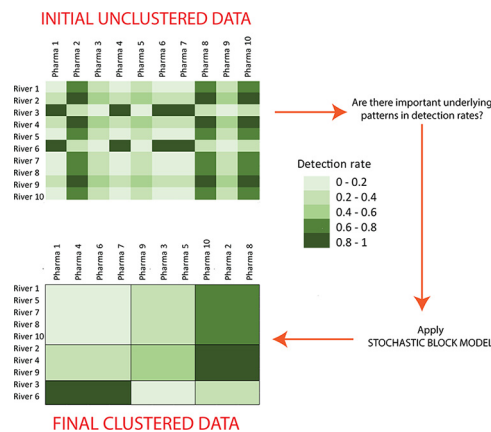 INITIAL UNCLUSTERED DATA
Pharma 1
Pharma 2
Pharma 3
Pharma 4
Pharma 5
Pharma 6
Pharma 7
Pharma 8
Pharma 9
Pharma 10
River 1
River 2
River 3
River 4
River 5
River 6
River 7
River 8
River 9
River 10
Are there important underlying
patterns in detection rates?
Detection rate
0 - 0.2
0.2 - 0.4
0.4 - 0.6
0.6 - 0.8
0.8 - 1
Apply
STOCHASTIC BLOCK MODEL
Pharma 1
Pharma 4
Pharma 6
Pharma 7
Pharma 9
Pharma 3
Pharma 5
Pharma 10
Pharma 2
Pharma 8
River 1
River 5
River 7
River 8
River 10
River 2
River 4
River 9
River 3
River 6
FINAL CLUSTERED DATA